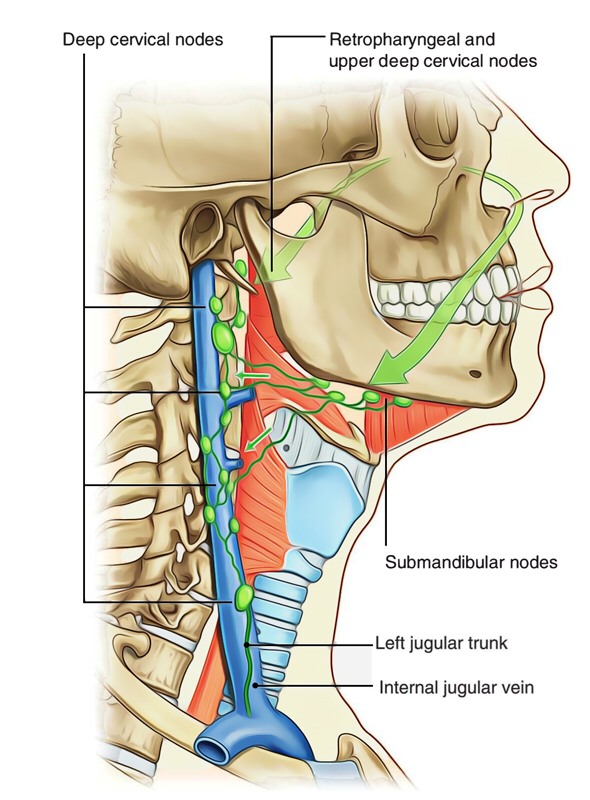 Deep cervical nodes
Retropharyngeal and
upper deep cervical nodes
Submandibular nodes
Left jugular trunk
Internal jugular vein